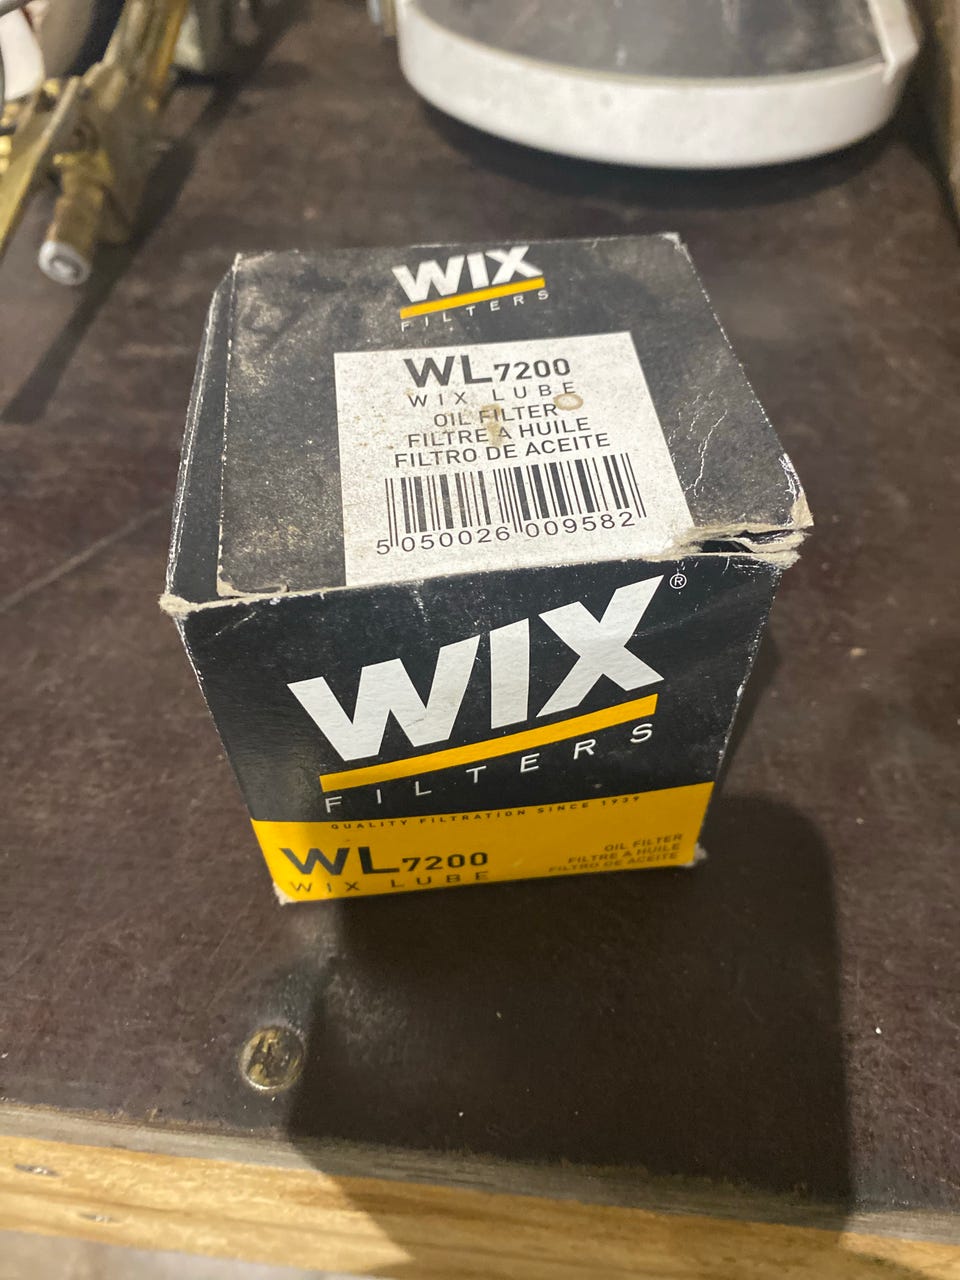 WIX
FILTERS
WL7200
WIX LUBE
OIL FILTER
FILTRE A HUILE
FILTRO DE ACEITE
5 050026 009582
WIX®
FILTERS
QUALITY FILTRATION SINCE 1939
WL7200
WIX LUBE
OIL FILTER
FILTRE A HUILE
FILTRO DE ACEITE